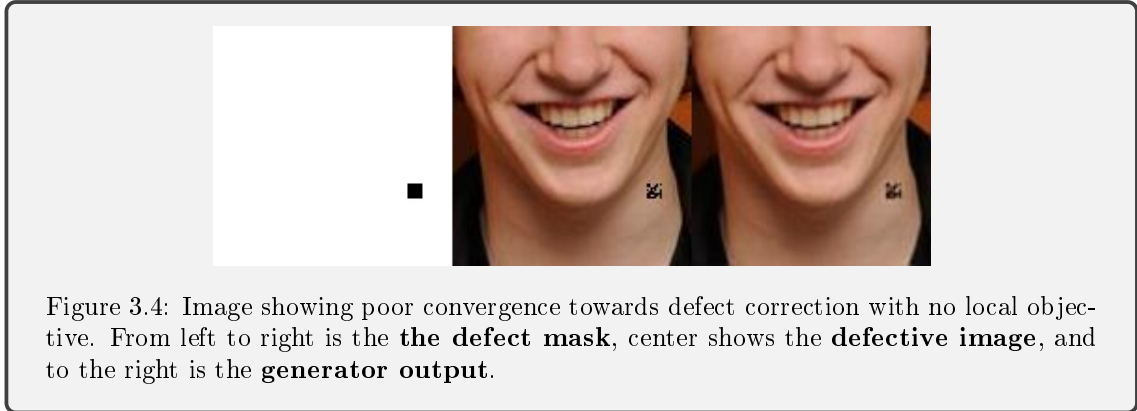 Figure 3.4: Image showing poor convergence towards defect correction with no local objec-
tive. From left to right is the the defect mask, center shows the defective image, and
to the right is the generator output.